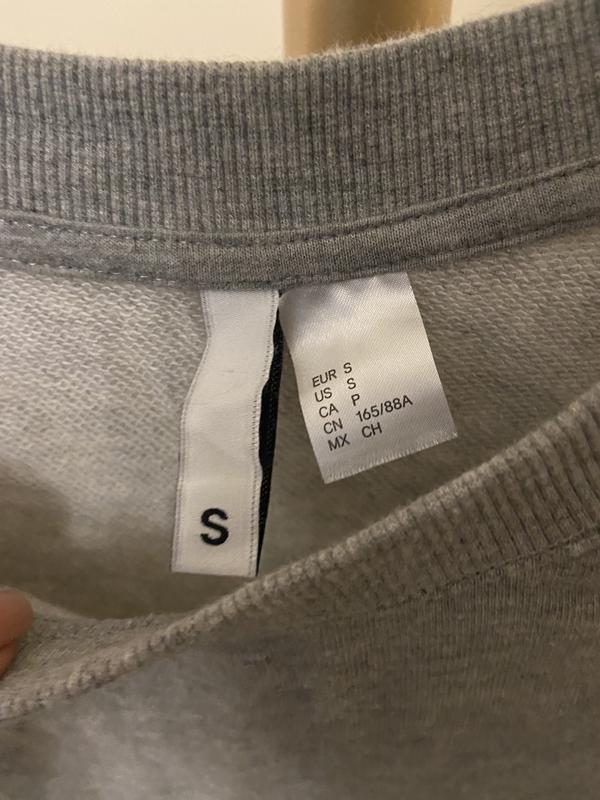 EUR S
US S
CA P
CN 165/88A
MX CH
S